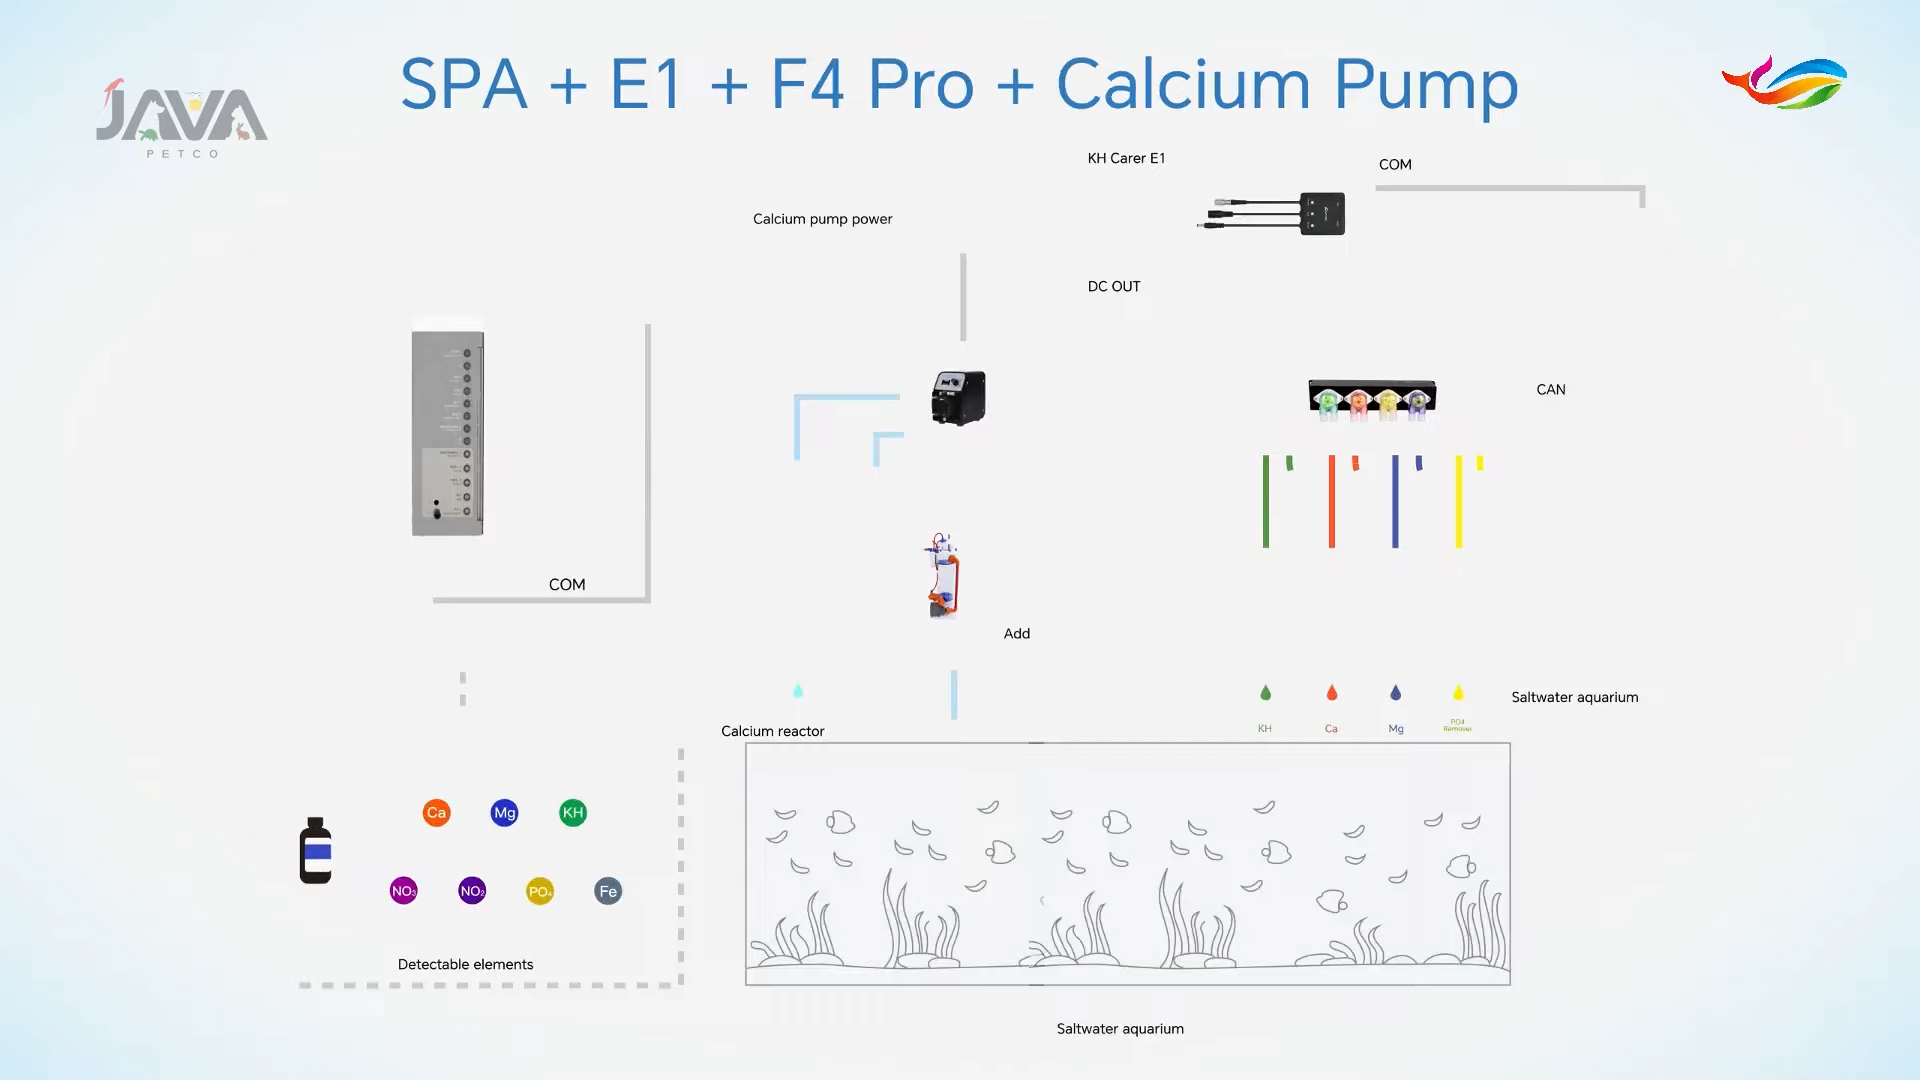 SPA + E1 + F4 Pro + Calcium Pump
JAVA
PETCO
KH Carer E1
COM
Calcium pump power
DC OUT
CAN
COM
Add
Saltwater aquarium
Calcium reactor
KH
Ca
Mg
PO4
Remover
Ca
Mg
KH
NO₃
NO₂
PO₄
Fe
Detectable elements
Saltwater aquarium